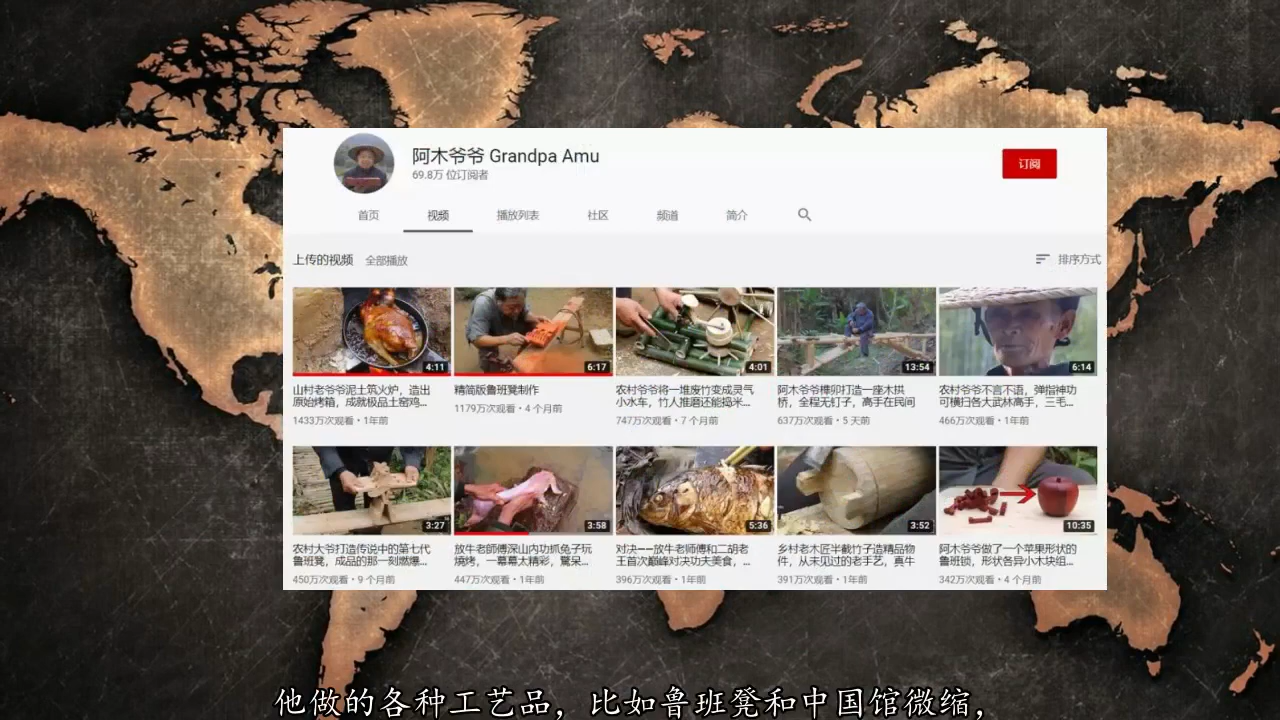 阿木爷爷 Grandpa Amu
69.8万 位订阅者
订阅
首页
视频
播放列表
社区
频道
简介
上传的视频 全部播放
排序方式
4:11
6:17
4:01
13:54
6:14
山村老爷爷泥土筑火炉，造出
原始烤箱，成就极品土窑鸡...
1433万次观看 • 1年前
精简版鲁班凳制作
1179万次观看 • 4 个月前
农村爷爷将一堆废竹变成灵气
小水车，竹人推磨还能捣米...
747万次观看 • 7 个月前
阿木爷爷榫卯打造一座木拱
桥，全程无钉子，高手在民间
637万次观看 • 5 天前
农村爷爷不言不语，弹指神功
可横扫各大武林高手，三毛...
466万次观看 • 1年前
3:27
3:58
5:36
3:52
10:35
农村大爷打造传说中的第七代
鲁班凳，成品的那一刻燃爆...
450万次观看 • 9 个月前
放牛老師傅深山内功抓兔子玩
燒烤，一幕幕太精彩，驚呆...
447万次观看 • 1年前
对决——放牛老师傅和二胡老
王首次巅峰对决功夫美食，...
396万次观看 • 1年前
乡村老木匠半截竹子造精品物
件，从未见过的老手艺，真牛
391万次观看 • 1年前
阿木爷爷做了一个苹果形状的
鲁班锁，形状各异小木块组...
342万次观看 • 4 个月前
他做的各种工艺品，比如鲁班凳和中国馆微缩，